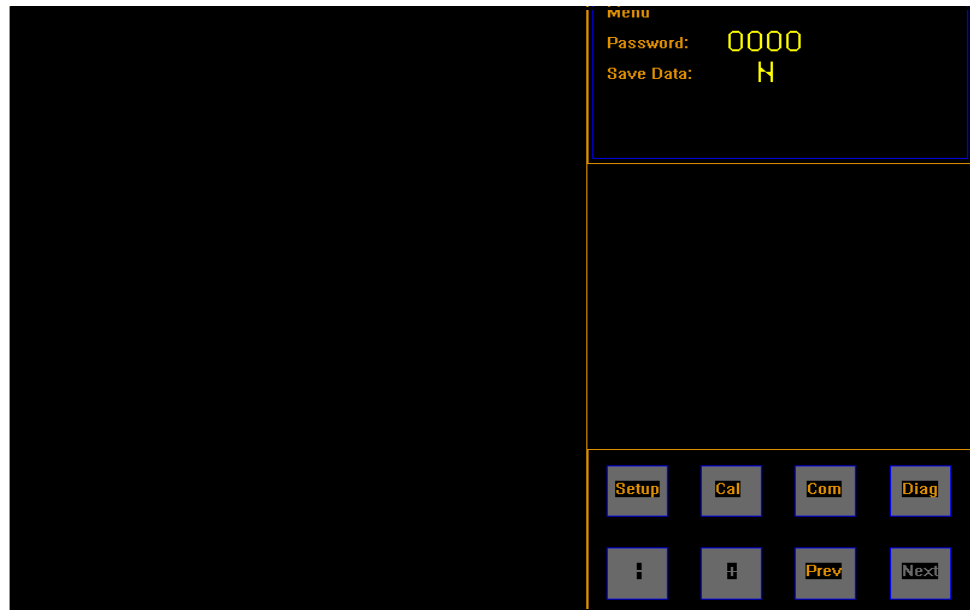 Menu
Password: 0000
Save Data: N
Setup Cal Com Diag
- + Prev Next